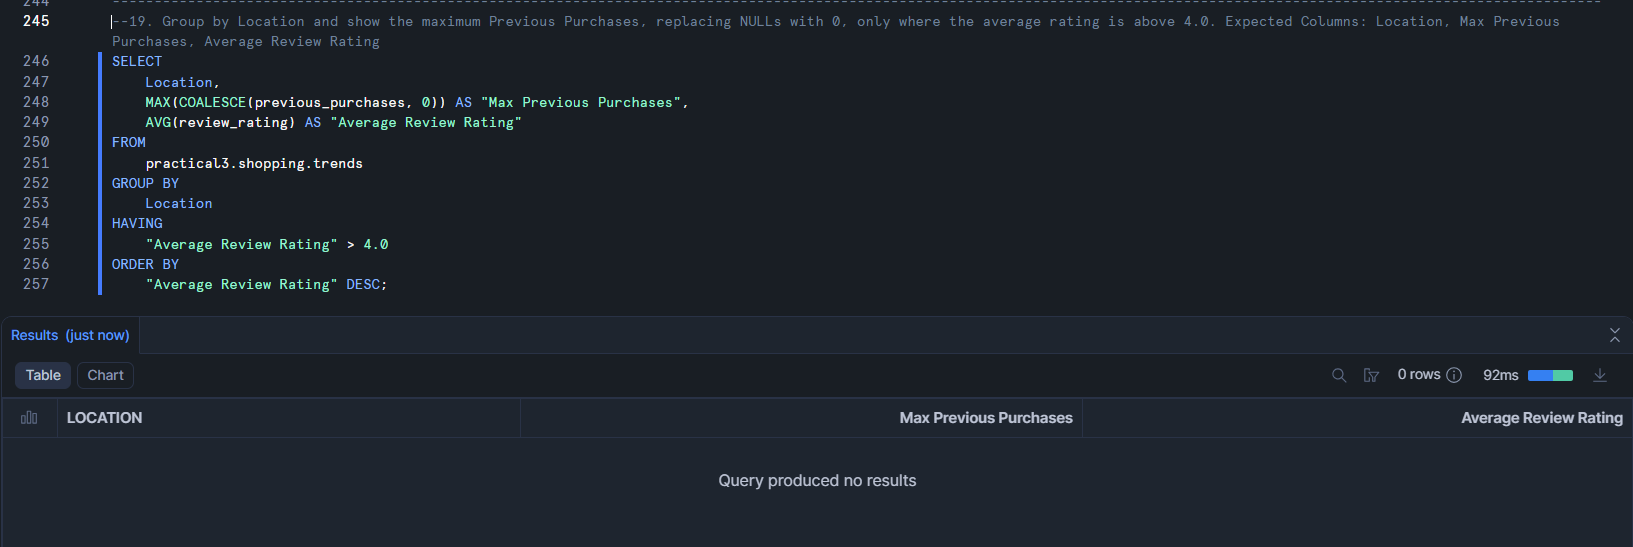 244 --------------------------------------------------------------------------------
245 --19. Group by Location and show the maximum Previous Purchases, replacing NULLs with 0, only where the average rating is above 4.0. Expected Columns: Location, Max Previous
Purchases, Average Review Rating
246 SELECT
247 Location,
248 MAX(COALESCE(previous_purchases, 0)) AS "Max Previous Purchases",
249 AVG(review_rating) AS "Average Review Rating"
250 FROM
251 practical3.shopping.trends
252 GROUP BY
253 Location
254 HAVING
255 "Average Review Rating" > 4.0
256 ORDER BY
257 "Average Review Rating" DESC;
Results (just now)
Table Chart 0 rows 92ms
LOCATION Max Previous Purchases Average Review Rating
Query produced no results